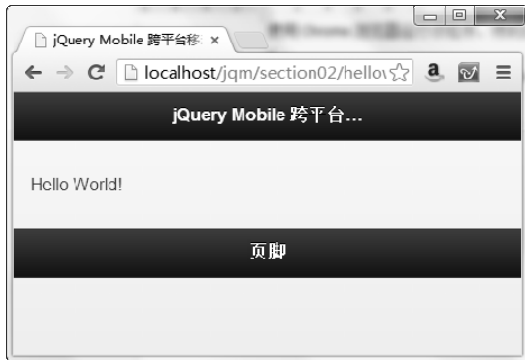 jQuery Mobile 跨平台移
localhost/jqm/section02/hellov
jQuery Mobile 跨平台...
Hello World!
页脚